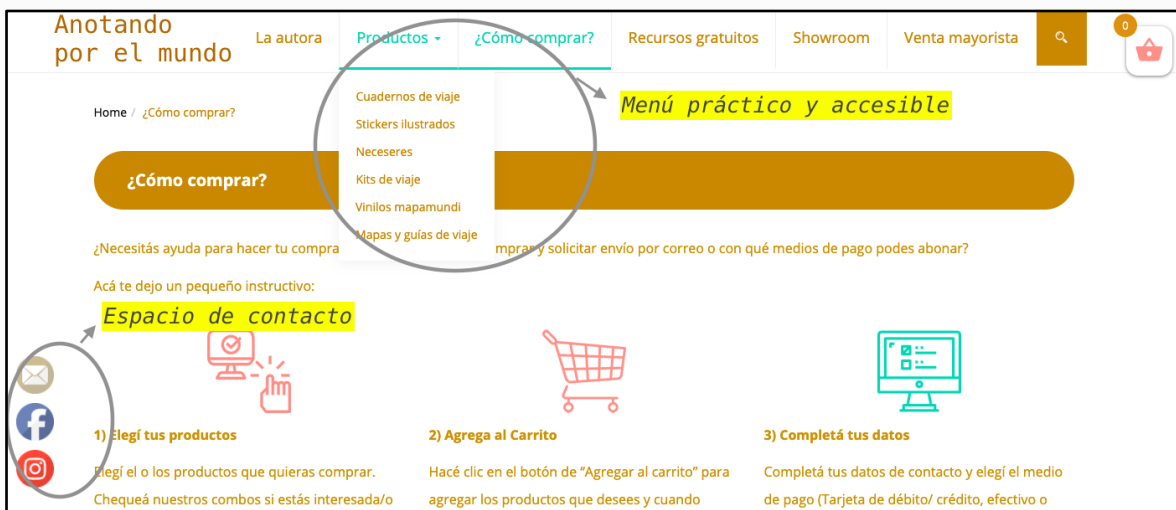 Anotando
por el mundo
La autora
Productos
¿Cómo comprar?
Recursos gratuitos
Showroom
Venta mayorista
0
Cuadernos de viaje
Stickers ilustrados
Neceseres
Kits de viaje
Vinilos mapamundi
Mapas y guías de viaje
Menú práctico y accesible
Home / ¿Cómo comprar?
¿Cómo comprar?
¿Necesitás ayuda para hacer tu compra y solicitar envío por correo o con qué medios de pago podes abonar?
Acá te dejo un pequeño instructivo:
Espacio de contacto
1) Elegí tus productos
Elegí el o los productos que quieras comprar.
Chequeá nuestros combos si estás interesada/o
2) Agrega al Carrito
Hacé clic en el botón de “Agregar al carrito” para
agregar los productos que desees y cuando
3) Completá tus datos
Completá tus datos de contacto y elegí el medio
de pago (Tarjeta de débito/ crédito, efectivo o